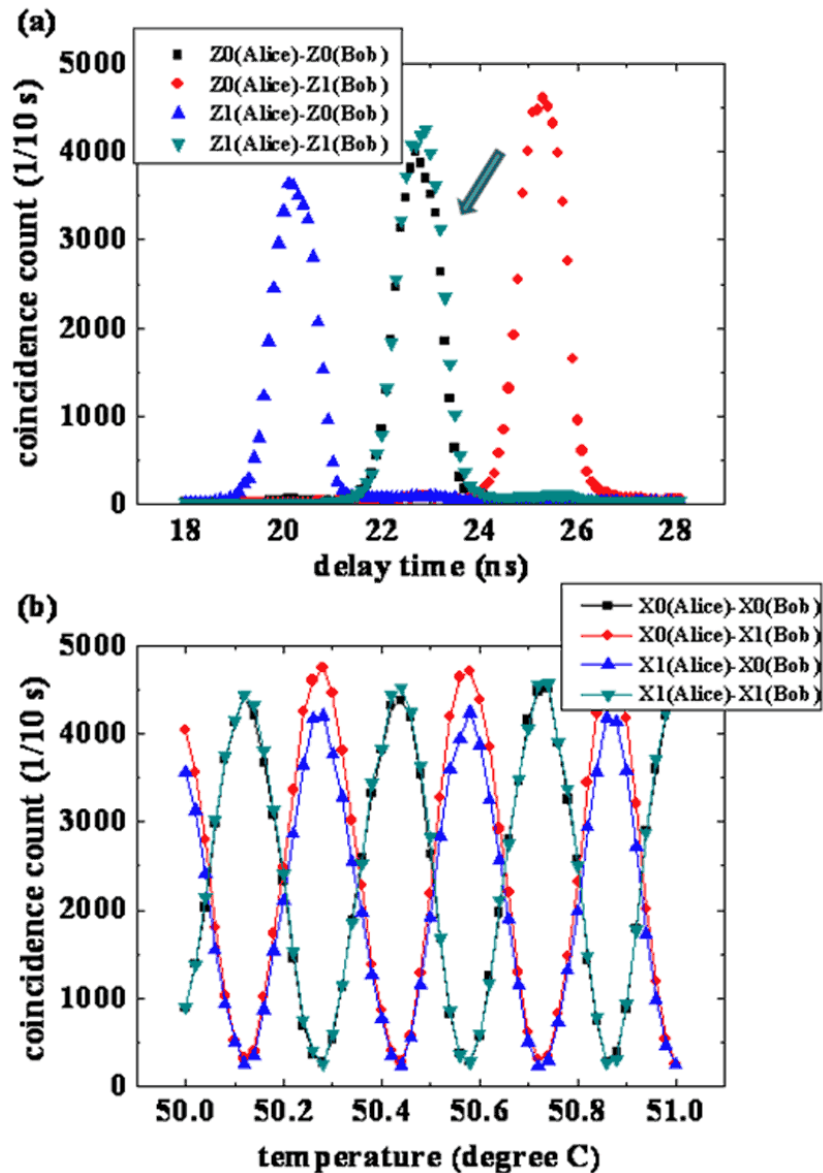 (a)
Z0(Alice)-Z0(Bob)
Z0(Alice)-Z1(Bob)
Z1(Alice)-Z0(Bob)
Z1(Alice)-Z1(Bob)
coincidence count (1/10 s)
5000
4000
3000
2000
1000
0
18 20 22 24 26 28
delay time (ns)
(b)
X0(Alice)-X0(Bob)
X0(Alice)-X1(Bob)
X1(Alice)-X0(Bob)
X1(Alice)-X1(Bob)
coincidence count (1/10 s)
5000
4000
3000
2000
1000
0
50.0 50.2 50.4 50.6 50.8 51.0
temperature (degree C)